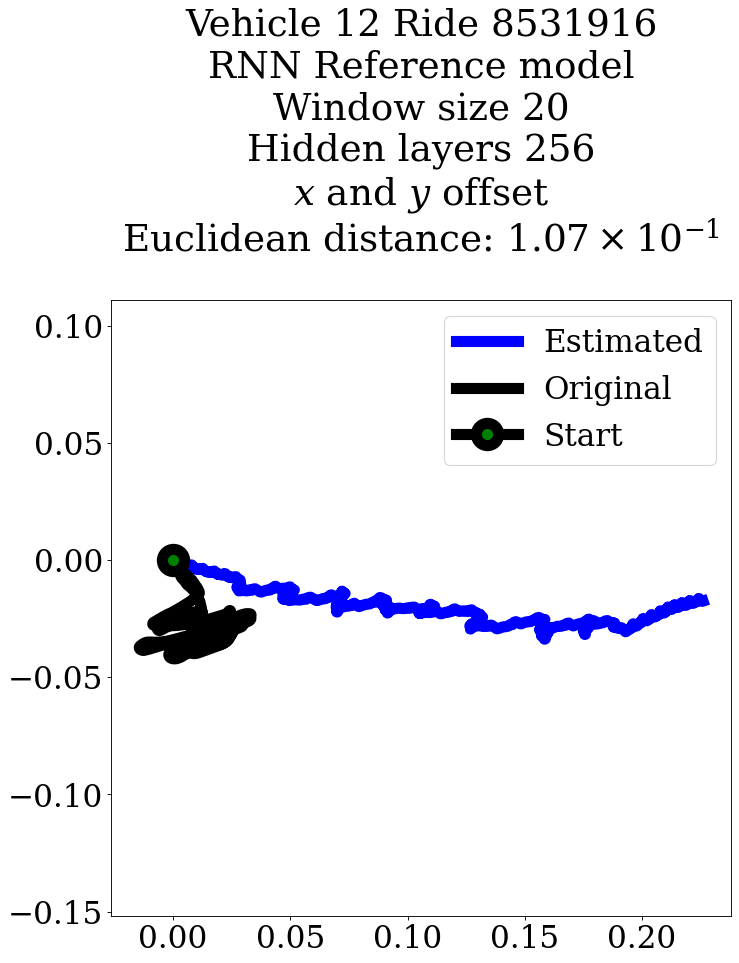 Vehicle 12 Ride 8531916
RNN Reference model
Window size 20
Hidden layers 256
x and y offset
Euclidean distance: 1.07 × 10⁻¹
Estimated
Original
Start
0.10
0.05
0.00
−0.05
−0.10
−0.15
0.00 0.05 0.10 0.15 0.20